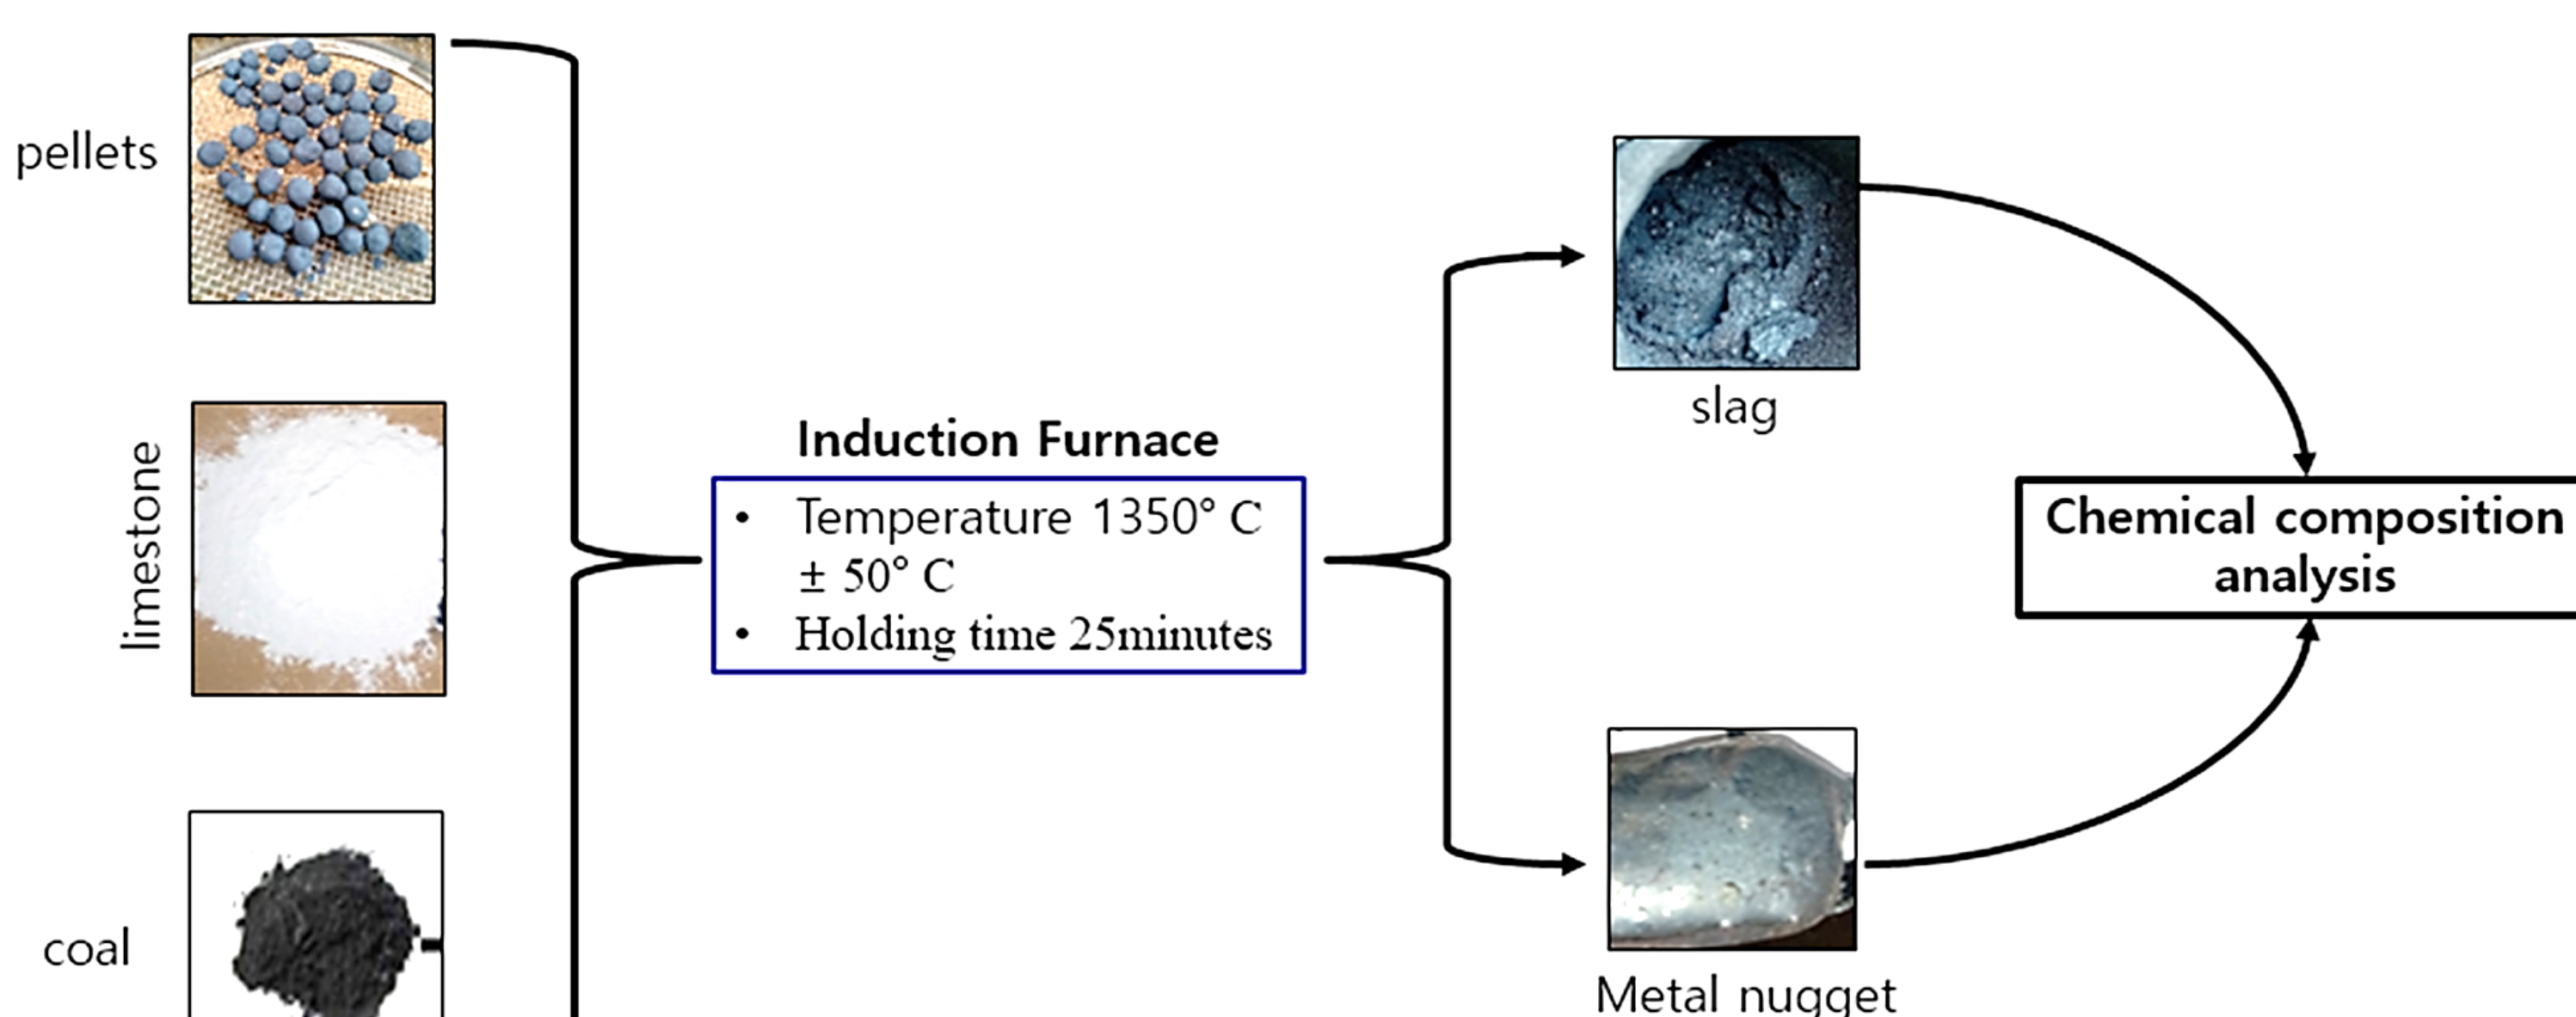 pellets
limestone
coal
Induction Furnace
• Temperature 1350° C
± 50° C
• Holding time 25minutes
slag
Metal nugget
Chemical composition
analysis